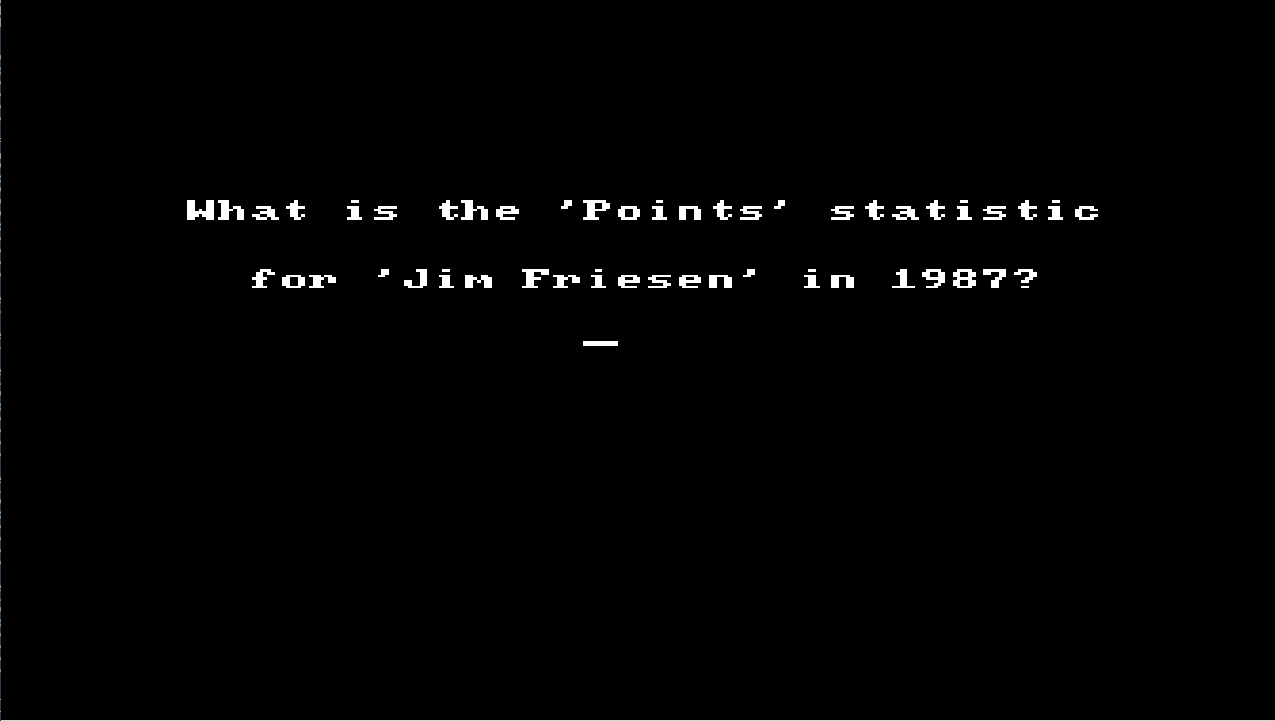 What is the 'Points' statistic
for 'Jim Friesen' in 1987?